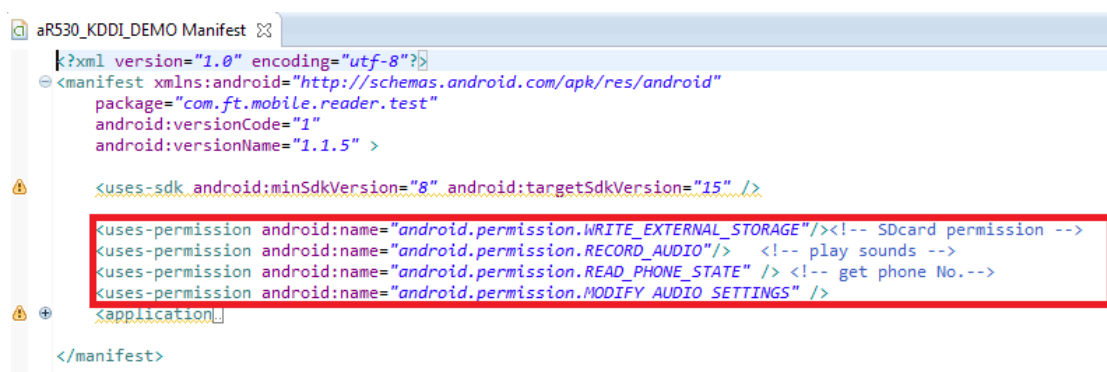 aR530_KDDI_DEMO Manifest
<?xml version="1.0" encoding="utf-8"?>
<manifest xmlns:android="http://schemas.android.com/apk/res/android"
package="com.ft.mobile.reader.test"
android:versionCode="1"
android:versionName="1.1.5" >
<uses-sdk android:minSdkVersion="8" android:targetSdkVersion="15" />
<uses-permission android:name="android.permission.WRITE_EXTERNAL_STORAGE"/><!-- SDcard permission -->
<uses-permission android:name="android.permission.RECORD_AUDIO"/>   <!-- play sounds -->
<uses-permission android:name="android.permission.READ_PHONE_STATE" /> <!-- get phone No.-->
<uses-permission android:name="android.permission.MODIFY_AUDIO_SETTINGS" />
<application..
</manifest>